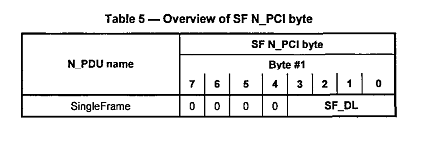 Table 5 — Overview of SF N_PCI byte
SF N_PCI byte
N_PDU name
Byte #1
7 6 5 4 3 2 1 0
SingleFrame 0 0 0 0 SF_DL